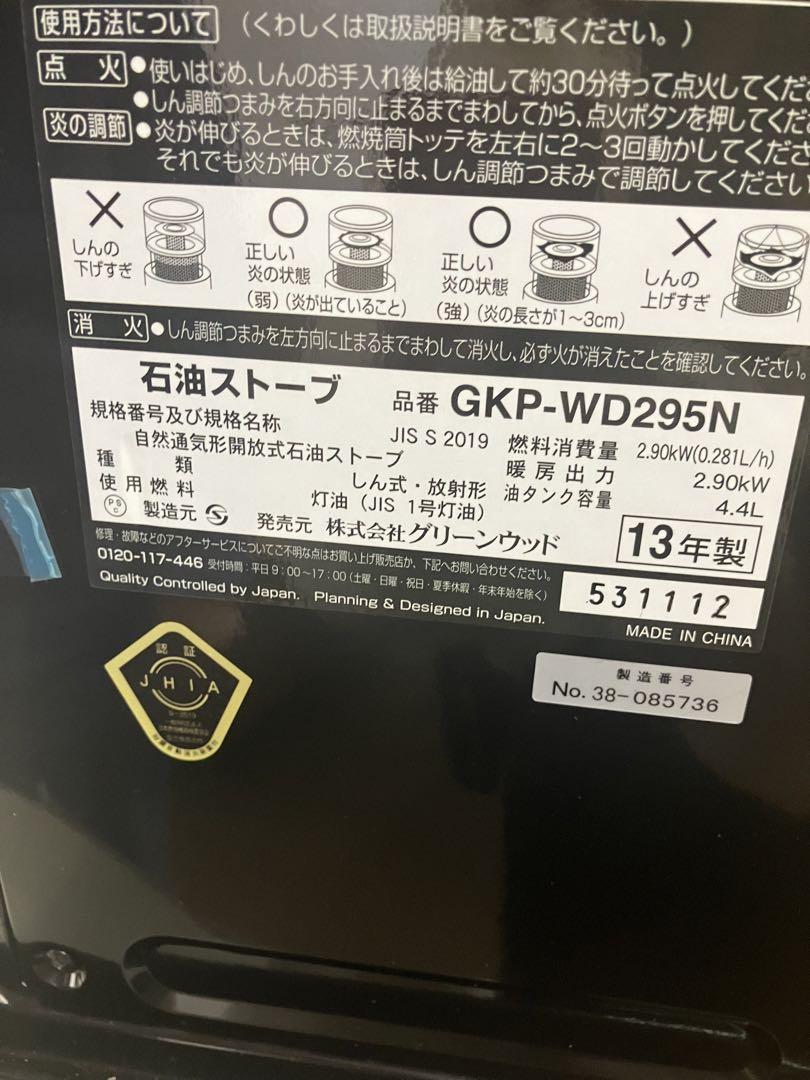 使用方法について (くわしくは取扱説明書をご覧ください。)
点火 ●使いはじめ、しんのお手入れ後は給油して約30分待って点火してくだ
●しん調節つまみを右方向に止まるまでまわしてから、点火ボタンを押してくだ
炎の調節 ●炎が伸びるときは、燃焼筒トッテを左右に2〜3回動かしてくださ
それでも炎が伸びるときは、しん調節つまみで調節してください
× しんの下げすぎ
○ 正しい炎の状態(弱)(炎が出ていること)
○ 正しい炎の状態(強)(炎の長さが1〜3cm)
× しんの上げすぎ
消火 ●しん調節つまみを左方向に止まるまでまわして消火し、必ず火が消えたことを確認してください。
石油ストーブ 品番 GKP-WD295N
規格番号及び規格名称 JIS S 2019
自然通気形開放式石油ストーブ
種類 しん式・放射形
使用燃料 灯油(JIS 1号灯油)
燃料消費量 2.90kW(0.281L/h)
暖房出力 2.90kW
油タンク容量 4.4L
PSC 製造元 S 発売元 株式会社グリーンウッド
13年製
修理・故障などのアフターサービスについてご不明な点はお買い上げ販売店か、下記へお問い合わせください。
0120-117-446 受付時間:平日9:00〜17:00(土曜・日曜・祝日・夏季休暇・年末年始を除く)
Quality Controlled by Japan. Planning & Designed in Japan.
531112
MADE IN CHINA
認証
JHIA
製造番号
No. 38-085736